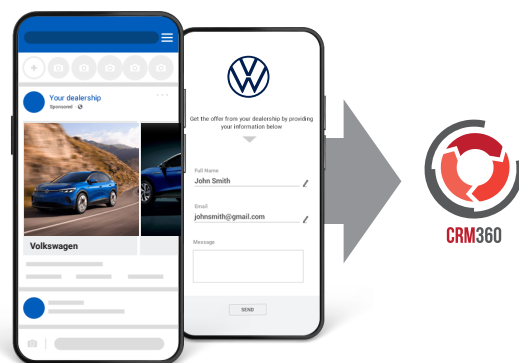 Your dealership
Sponsored
Volkswagen
Get the offer from your dealership by providing
your information below
Full Name
John Smith
Email
johnsmith@gmail.com
Message
SEND
CRM360